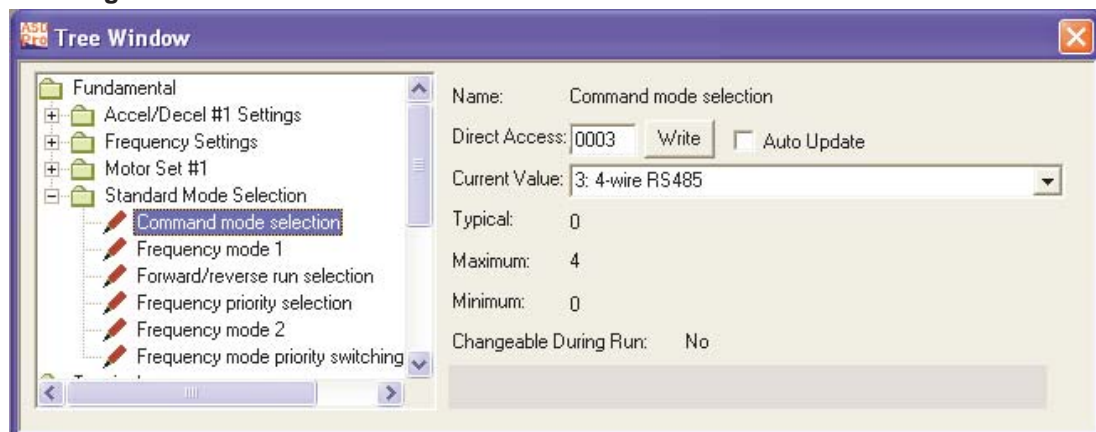 ASD Pro Tree Window
Fundamental
Accel/Decel #1 Settings
Frequency Settings
Motor Set #1
Standard Mode Selection
Command mode selection
Frequency mode 1
Forward/reverse run selection
Frequency priority selection
Frequency mode 2
Frequency mode priority switching
Name: Command mode selection
Direct Access: 0003 Write Auto Update
Current Value: 3: 4-wire RS485
Typical: 0
Maximum: 4
Minimum: 0
Changeable During Run: No